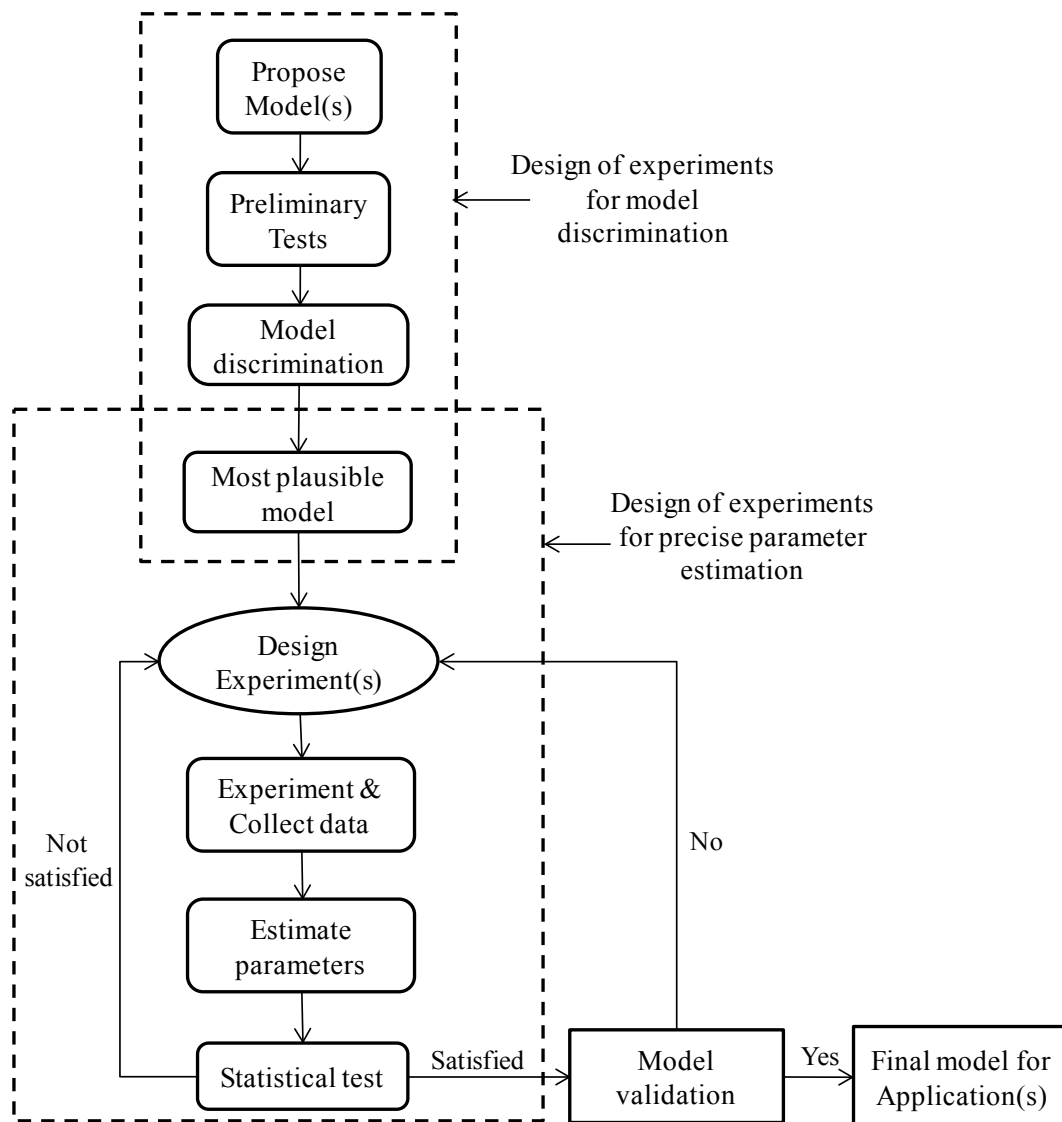 Propose
Model(s)
Preliminary
Tests
Design of experiments
for model
discrimination
Model
discrimination
Most plausible
model
Design of experiments
for precise parameter
estimation
Design
Experiment(s)
Experiment &
Collect data
Not
satisfied
No
Estimate
parameters
Statistical test
Satisfied
Model
validation
Yes
Final model for
Application(s)